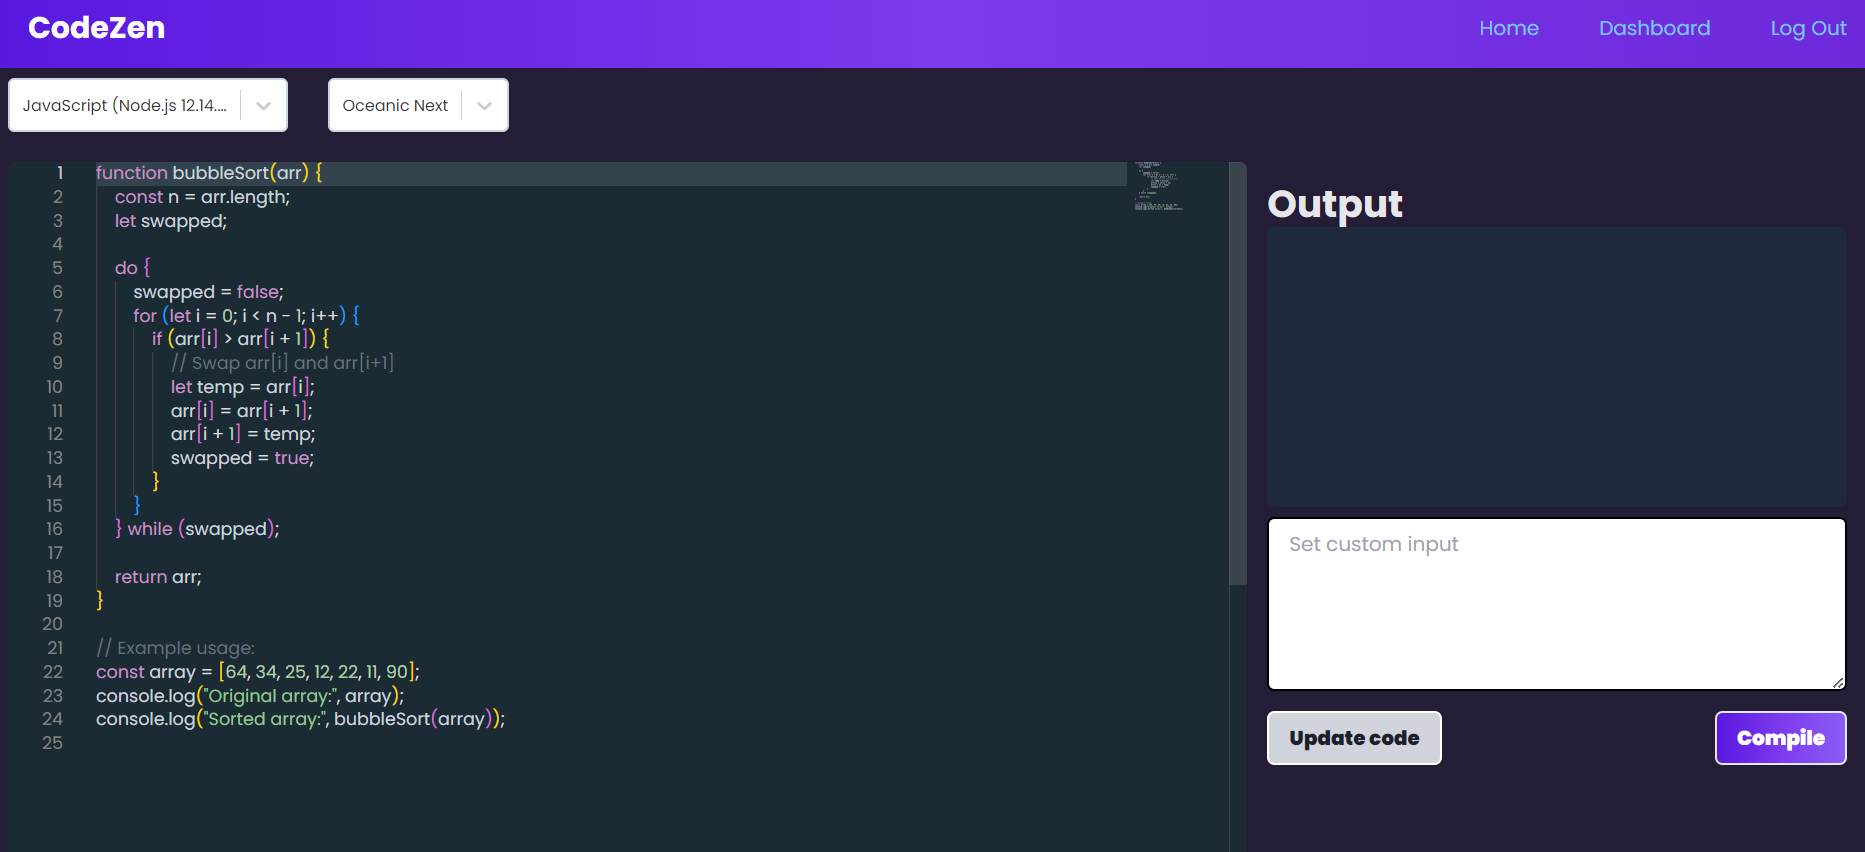 CodeZen
Home
Dashboard
Log Out
JavaScript (Node.js 12.14....
Oceanic Next
1 function bubbleSort(arr) {
2 const n = arr.length;
3 let swapped;
4
5 do {
6 swapped = false;
7 for (let i = 0; i < n - 1; i++) {
8 if (arr[i] > arr[i + 1]) {
9 // Swap arr[i] and arr[i+1]
10 let temp = arr[i];
11 arr[i] = arr[i + 1];
12 arr[i + 1] = temp;
13 swapped = true;
14 }
15 }
16 } while (swapped);
17
18 return arr;
19 }
20
21 // Example usage:
22 const array = [64, 34, 25, 12, 22, 11, 90];
23 console.log("Original array:", array);
24 console.log("Sorted array:", bubbleSort(array));
25
Output
Set custom input
Update code
Compile